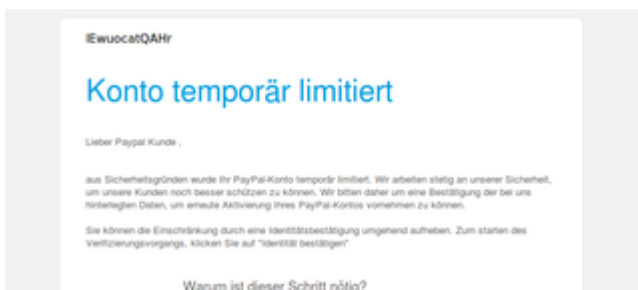 IEwuocatQAHr
Konto temporär limitiert
Lieber Paypal Kunde ,
aus Sicherheitsgründen wurde Ihr PayPal-Konto temporär limitiert. Wir arbeiten stetig an unserer Sicherheit,
um unsere Kunden noch besser schützen zu können. Wir bitten daher um eine Bestätigung der bei uns
hinterlegten Daten, um erneute Aktivierung Ihres PayPal-Kontos vornehmen zu können.
Sie können die Einschränkung durch eine Identitätsbestätigung umgehend aufheben. Zum starten des
Verifizierungsvorgangs, klicken Sie auf "Identität bestätigen"
Warum ist dieser Schritt nötig?